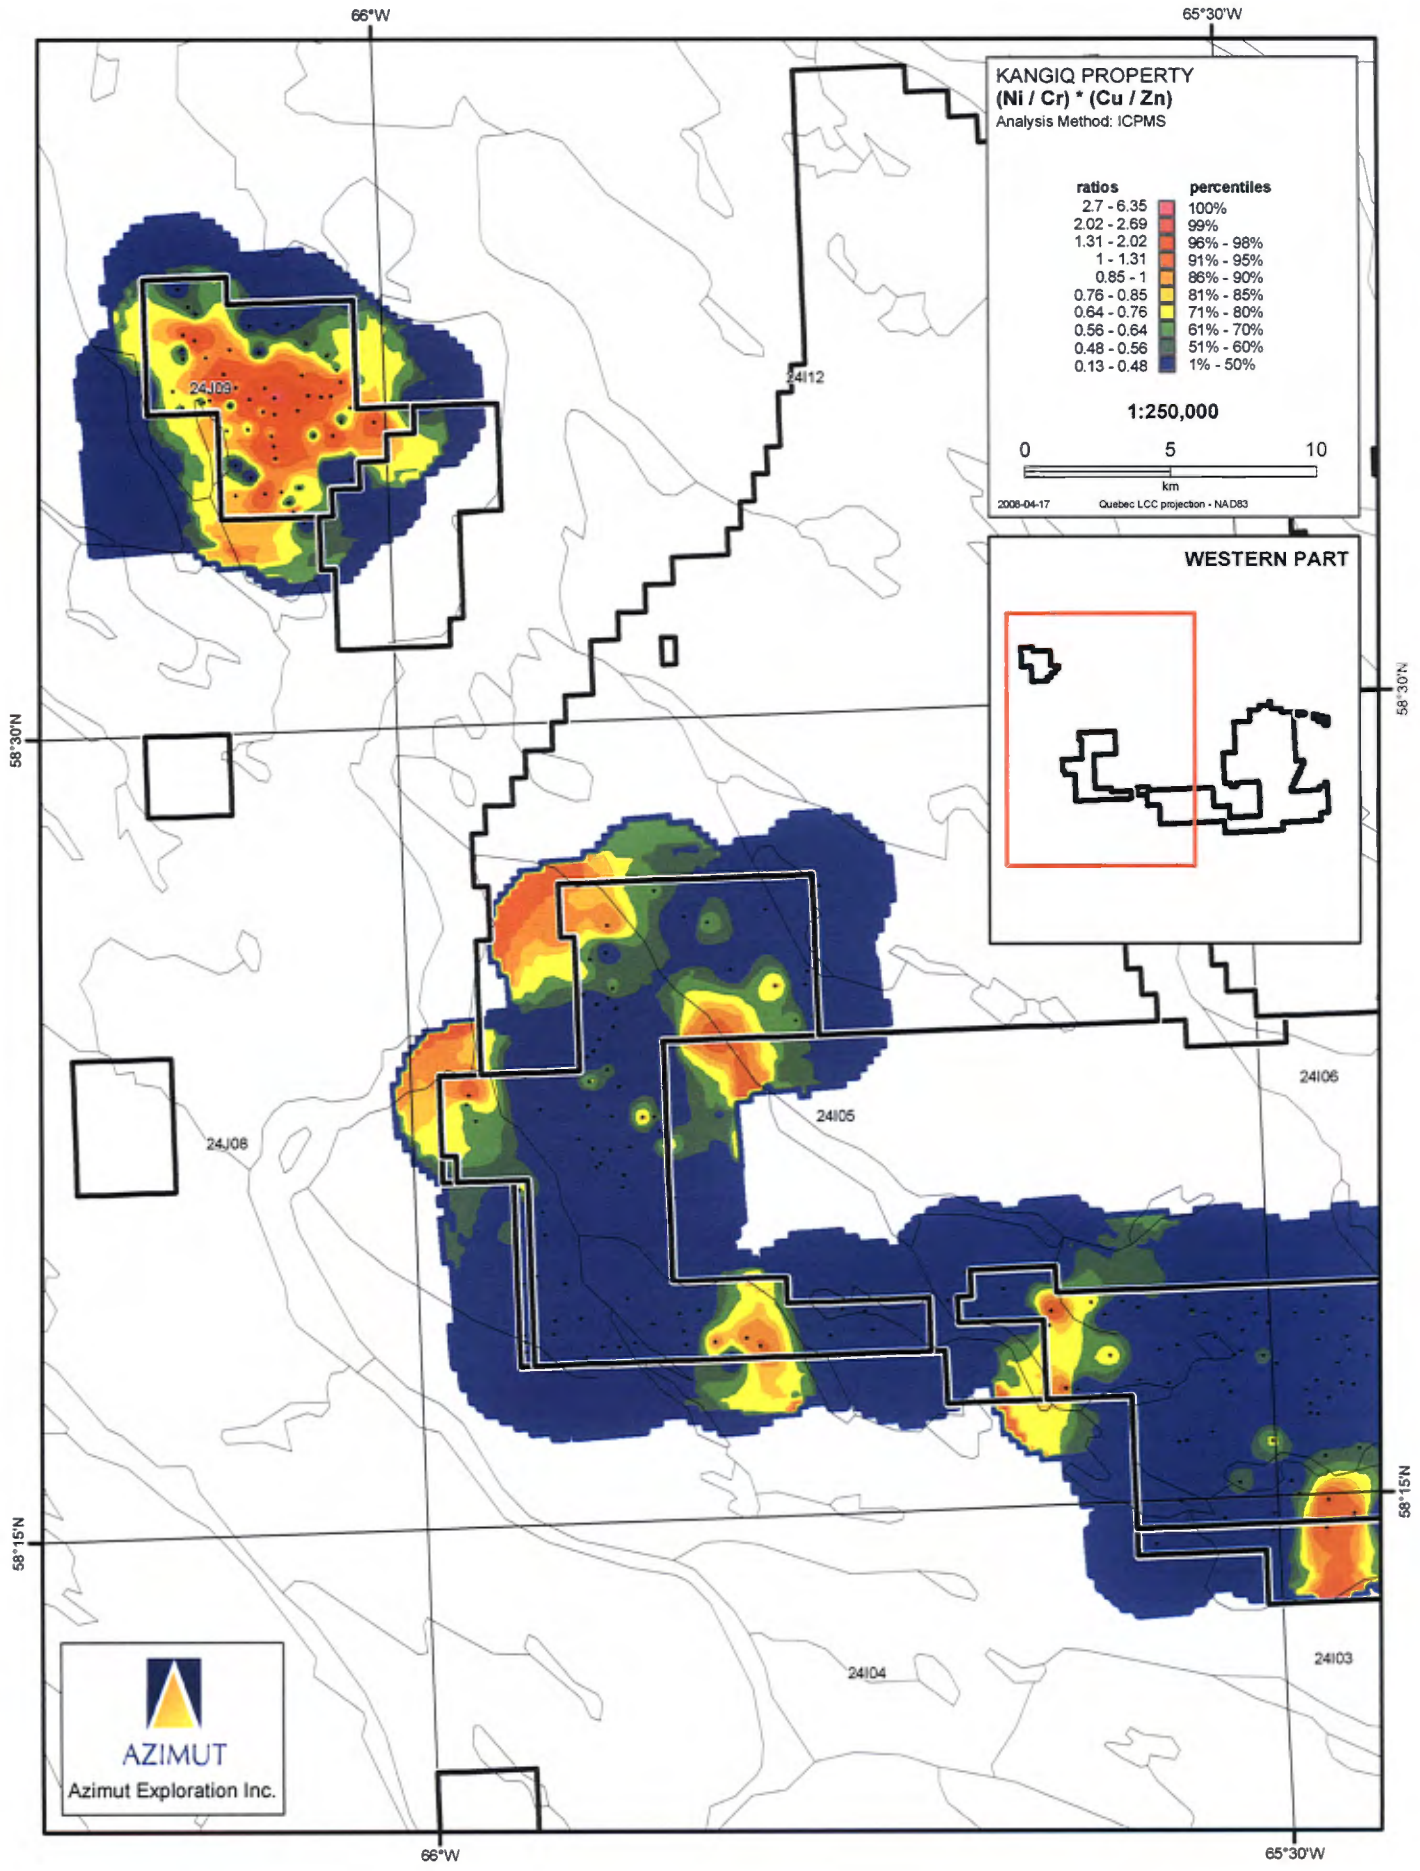 66°W
65°30'W
KANGIQ PROPERTY
(Ni / Cr) * (Cu / Zn)
Analysis Method: ICPMS
ratios percentiles
2.7 - 6.35 100%
2.02 - 2.69 99%
1.31 - 2.02 96% - 98%
1 - 1.31 91% - 95%
0.85 - 1 86% - 90%
0.76 - 0.85 81% - 85%
0.64 - 0.76 71% - 80%
0.56 - 0.64 61% - 70%
0.48 - 0.56 51% - 60%
0.13 - 0.48 1% - 50%
1:250,000
0 5 10
km
2008-04-17 Quebec LCC projection - NAD83
24I12
24J09
WESTERN PART
58°30'N
58°30'N
24I06
24I05
24J08
58°15'N
58°15'N
24I03
24I04
AZIMUT
Azimut Exploration Inc.
66°W
65°30'W